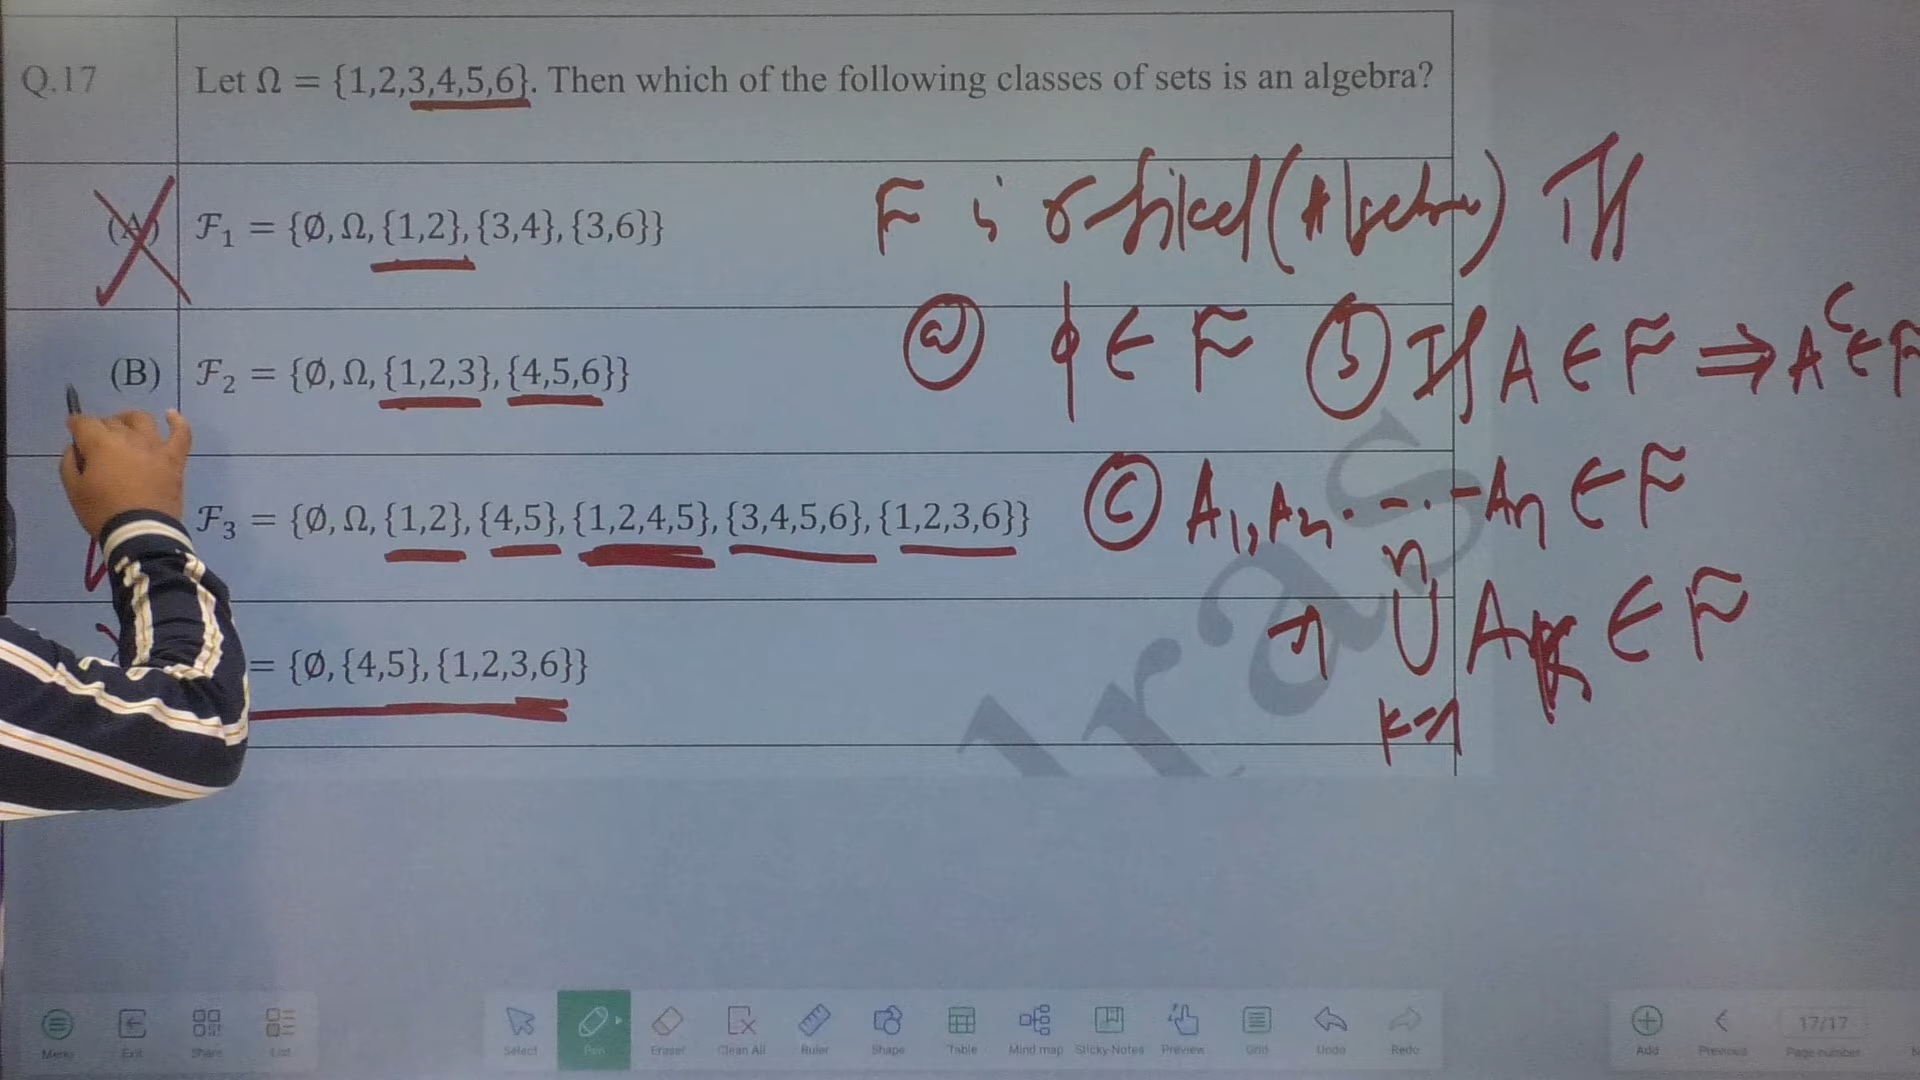 Q.17 Let Ω = {1,2,3,4,5,6}. Then which of the following classes of sets is an algebra?
(A) ℱ₁ = {∅, Ω, {1,2}, {3,4}, {3,6}}
F is σ-field (Algebra) If
(a) ϕ ∈ F (b) If A ∈ F ⇒ Aᶜ ∈ F
(B) ℱ₂ = {∅, Ω, {1,2,3}, {4,5,6}}
ℱ₃ = {∅, Ω, {1,2}, {4,5}, {1,2,4,5}, {3,4,5,6}, {1,2,3,6}}
(c) A₁, A₂, ... - Aₙ ∈ F
n
= {∅, {4,5}, {1,2,3,6}}
⋃ Aₖ ∈ F
k=1
Iras
Menu Exit Share List Select Pen Eraser Clean All Ruler Shape Table Mind map Sticky-Notes Preview Grid Undo Redo Add Previous 17/17 Page number